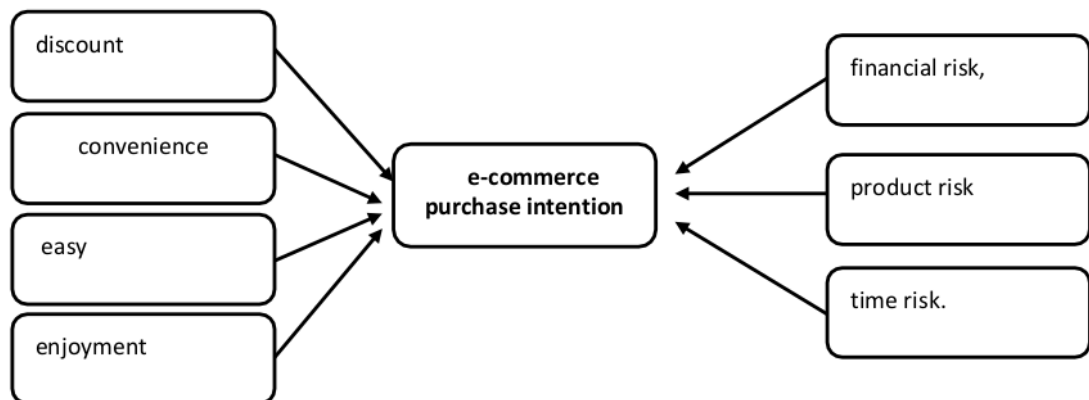 discount
convenience
easy
enjoyment
e-commerce
purchase intention
financial risk,
product risk
time risk.